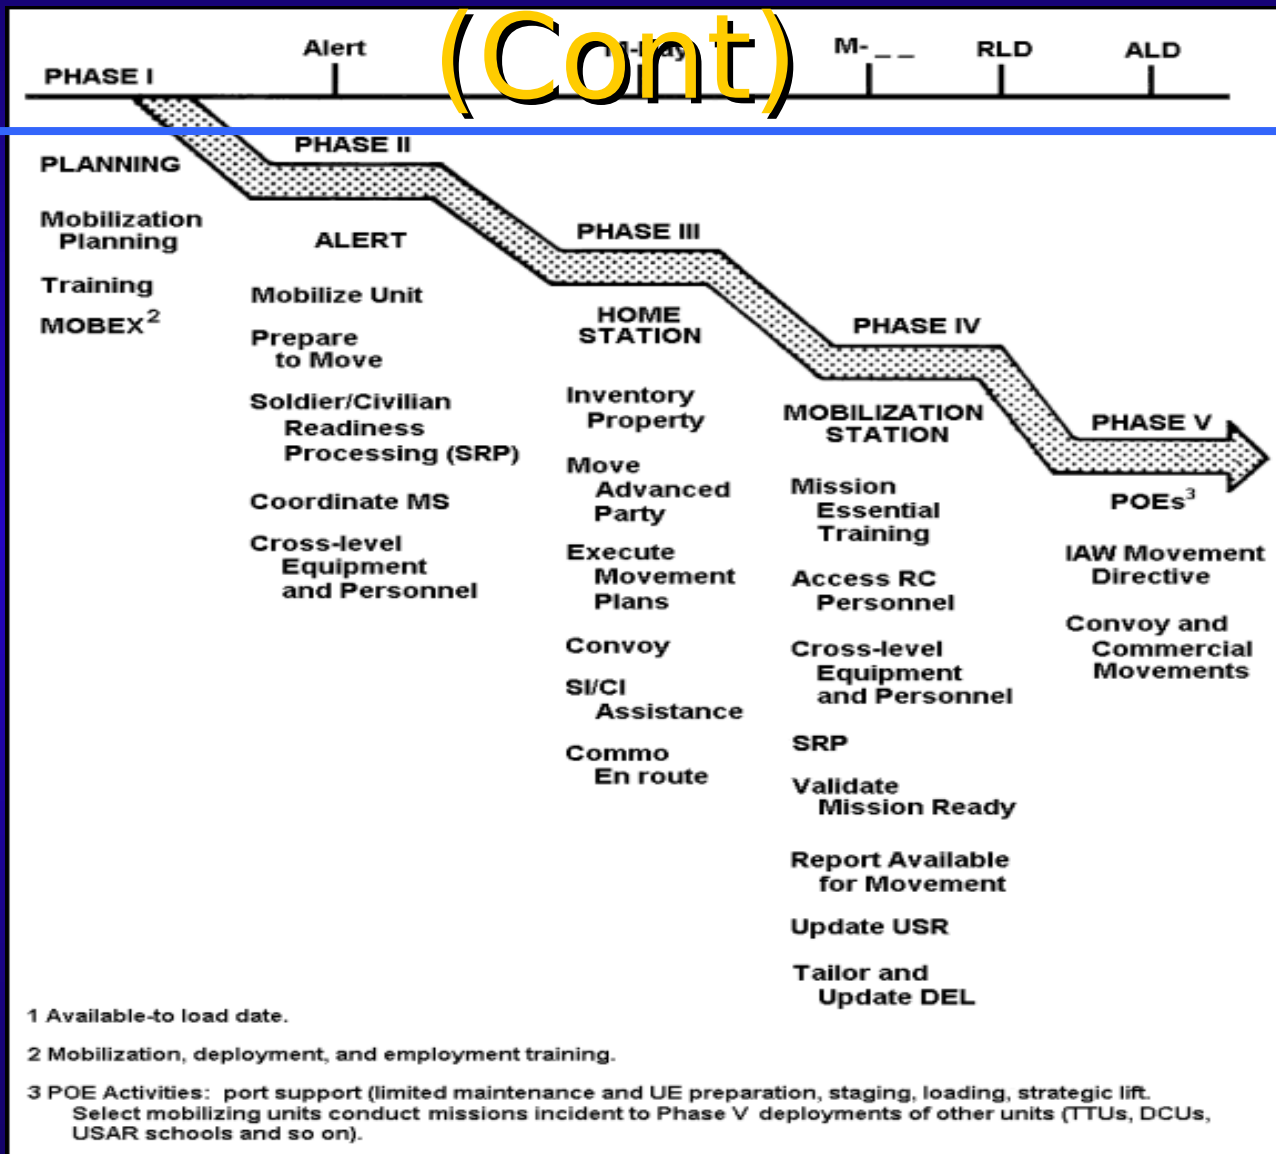 (Cont)
Alert
M- _ _
RLD
ALD
PHASE I
PLANNING
Mobilization
Planning
Training
MOBEX2
PHASE II
ALERT
Mobilize Unit
Prepare
to Move
Soldier/Civilian
Readiness
Processing (SRP)
Coordinate MS
Cross-level
Equipment
and Personnel
PHASE III
HOME
STATION
Inventory
Property
Move
Advanced
Party
Execute
Movement
Plans
Convoy
SI/CI
Assistance
Commo
En route
PHASE IV
MOBILIZATION
STATION
Mission
Essential
Training
Access RC
Personnel
Cross-level
Equipment
and Personnel
SRP
Validate
Mission Ready
Report Available
for Movement
Update USR
Tailor and
Update DEL
PHASE V
POEs3
IAW Movement
Directive
Convoy and
Commercial
Movements
1 Available-to load date.
2 Mobilization, deployment, and employment training.
3 POE Activities: port support (limited maintenance and UE preparation, staging, loading, strategic lift.
Select mobilizing units conduct missions incident to Phase V deployments of other units (TTUs, DCUs,
USAR schools and so on).